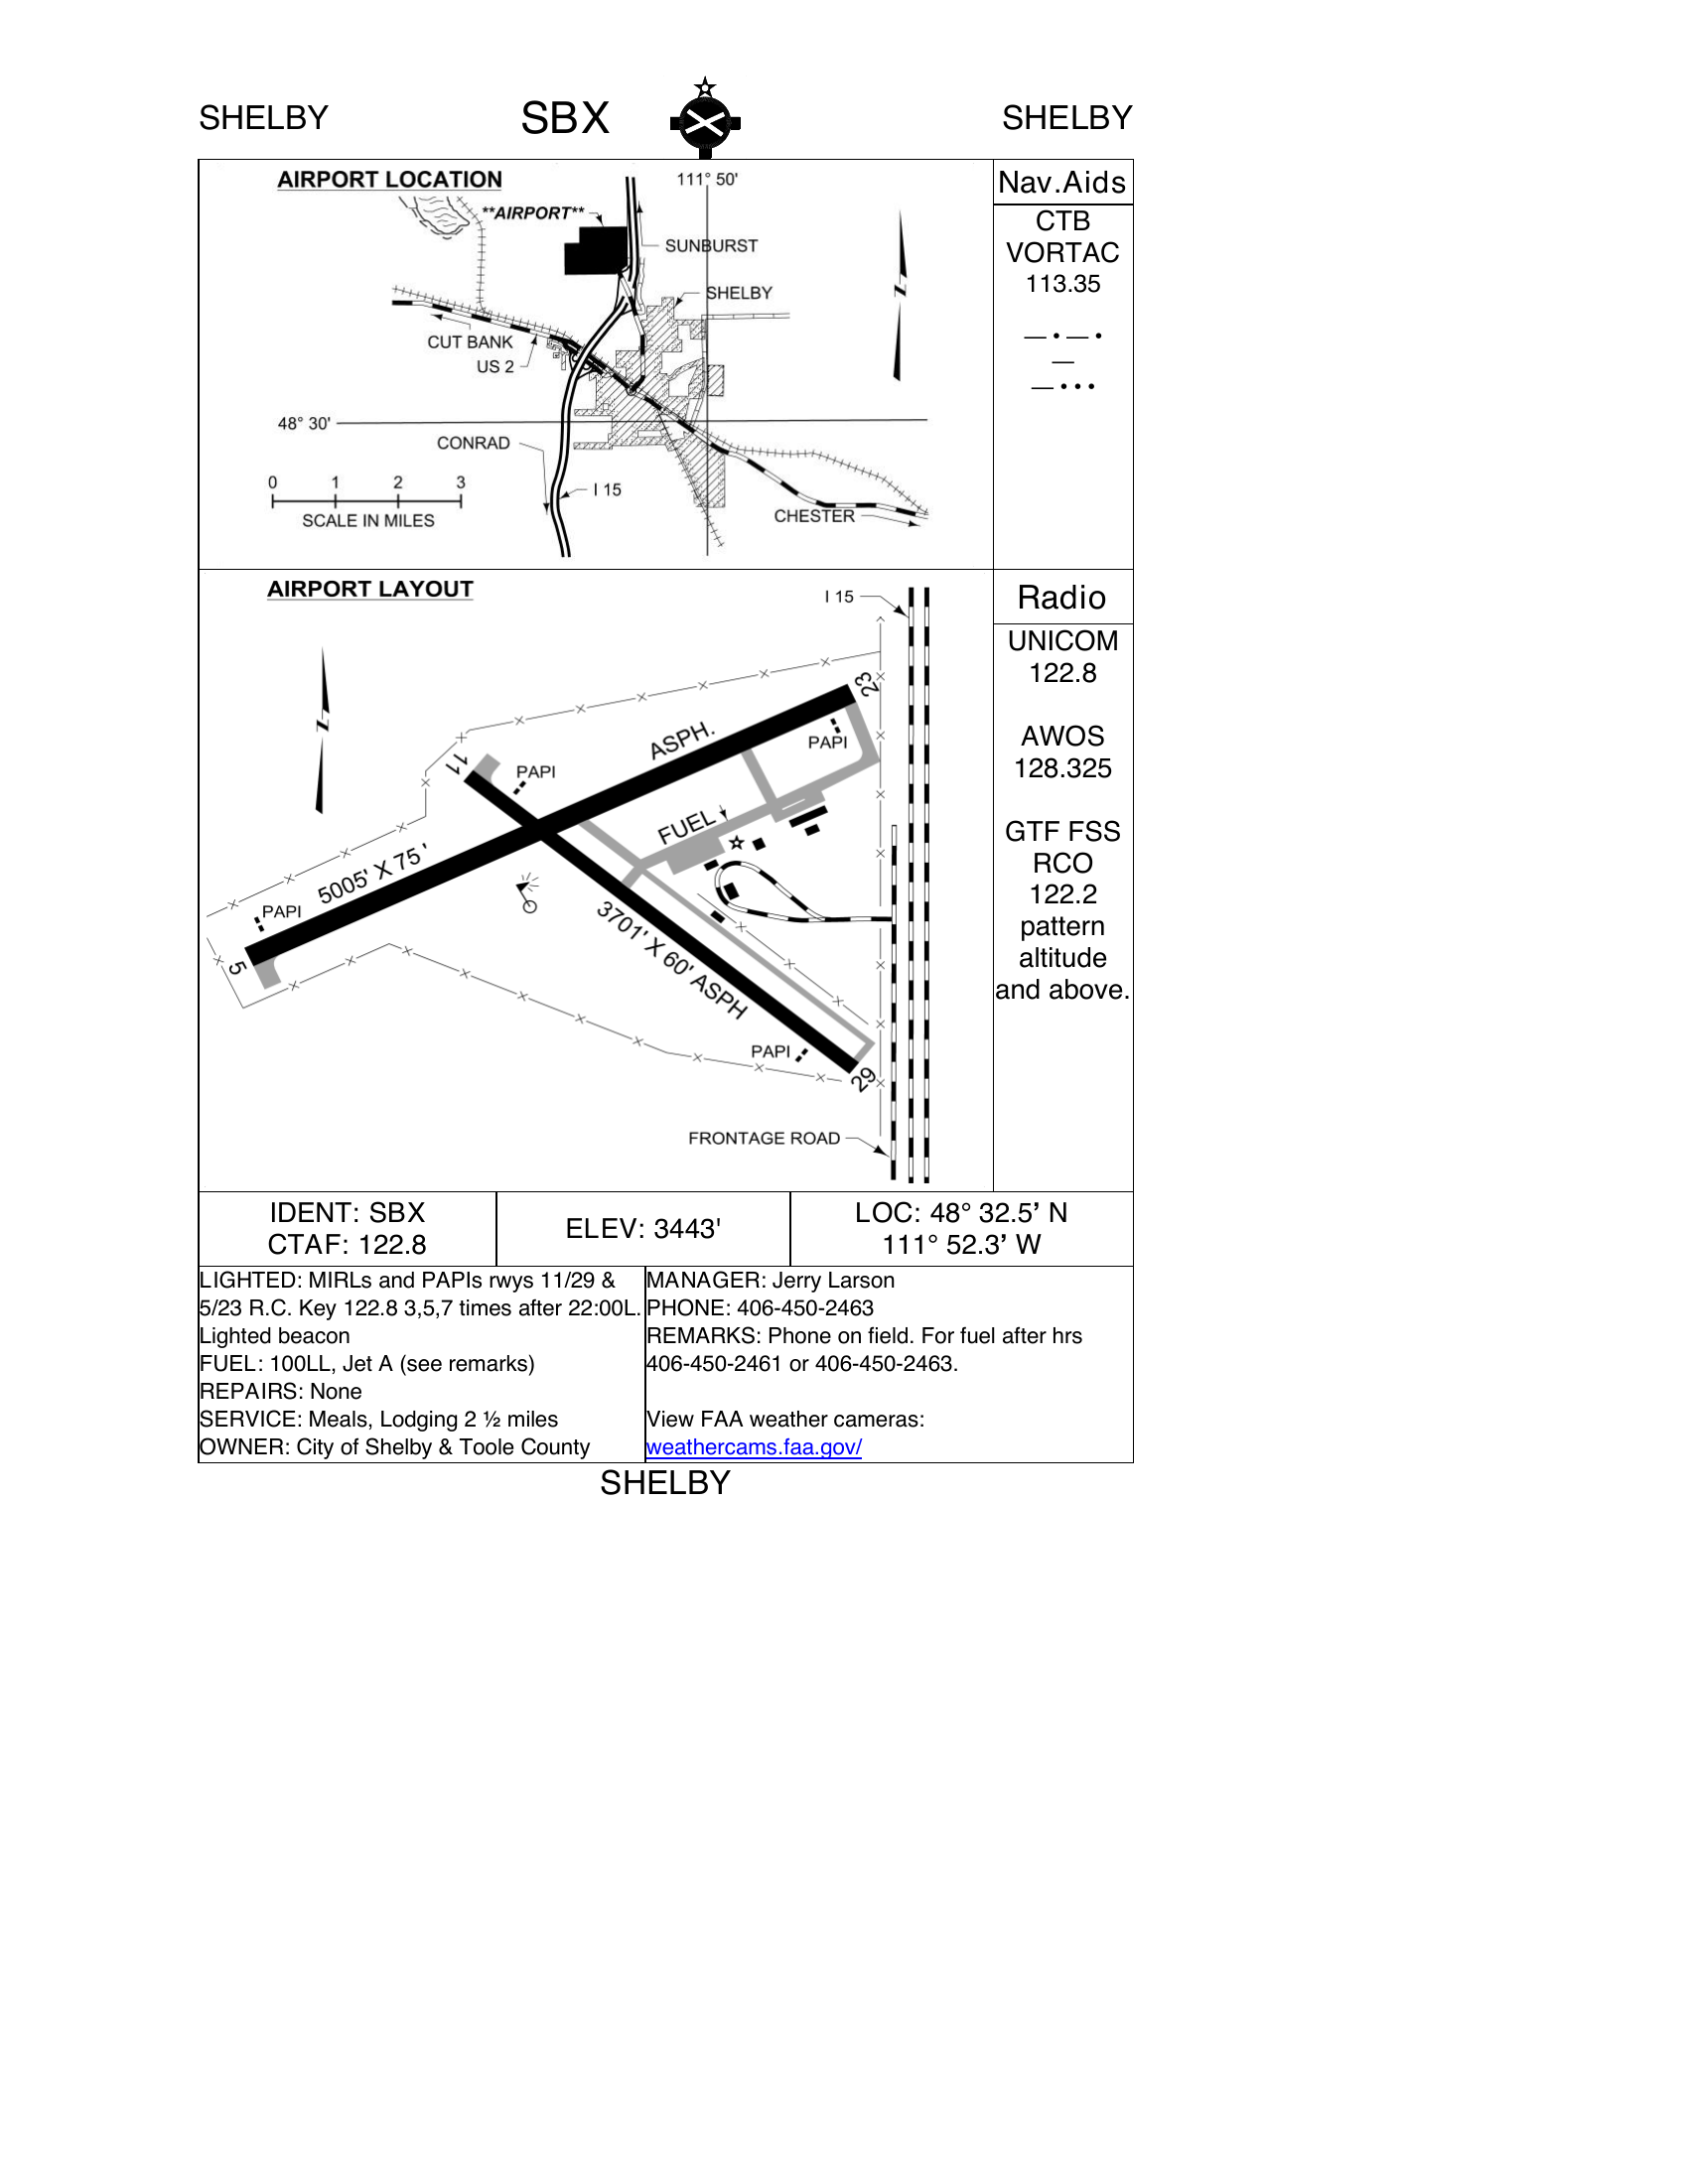 SHELBY
SBX
SHELBY
AIRPORT LOCATION
111° 50'
**AIRPORT**
SUNBURST
SHELBY
N
CUT BANK
US 2
48° 30'
CONRAD
0 1 2 3
SCALE IN MILES
I 15
CHESTER
Nav.Aids
CTB
VORTAC
113.35
— • — •
—
— • • •
AIRPORT LAYOUT
I 15
N
23
ASPH.
PAPI
11
PAPI
FUEL
5005' X 75 '
PAPI
5
3701' X 60' ASPH
PAPI
29
FRONTAGE ROAD
Radio
UNICOM
122.8
AWOS
128.325
GTF FSS
RCO
122.2
pattern
altitude
and above.
IDENT: SBX
CTAF: 122.8
ELEV: 3443'
LOC: 48° 32.5’ N
111° 52.3’ W
LIGHTED: MIRLs and PAPIs rwys 11/29 &
5/23 R.C. Key 122.8 3,5,7 times after 22:00L.
Lighted beacon
FUEL: 100LL, Jet A (see remarks)
REPAIRS: None
SERVICE: Meals, Lodging 2 ½ miles
OWNER: City of Shelby & Toole County
MANAGER: Jerry Larson
PHONE: 406-450-2463
REMARKS: Phone on field. For fuel after hrs
406-450-2461 or 406-450-2463.
View FAA weather cameras:
weathercams.faa.gov/
SHELBY